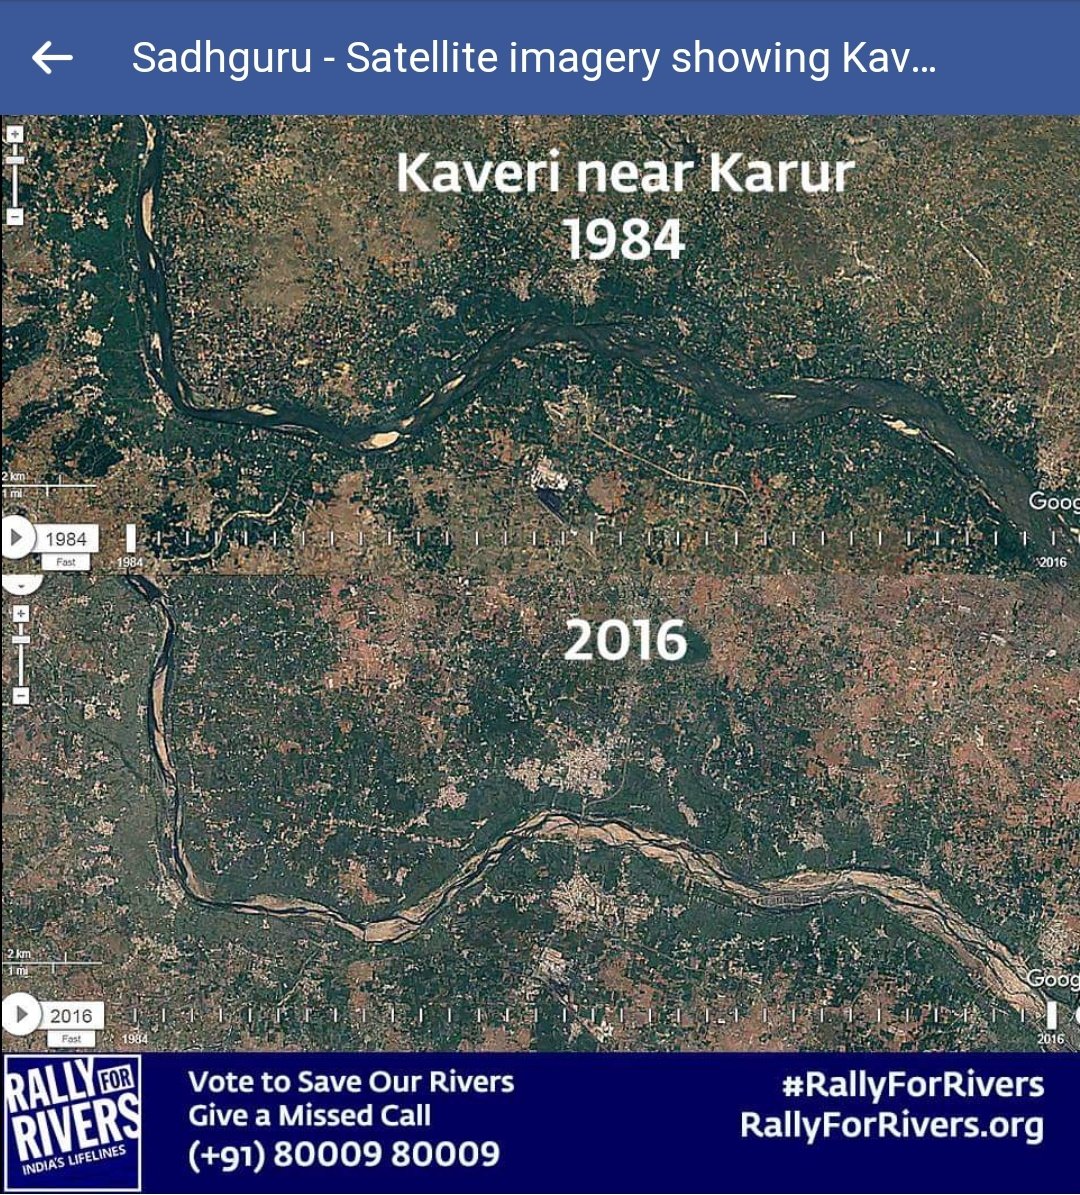 Sadhguru - Satellite imagery showing Kav...
+
Kaveri near Karur
1984
-
2 km
1 mi
Goog
1984
Fast
1984
2016
+
2016
-
2 km
1 mi
Goog
2016
Fast
1984
2016
RALLY FOR
RIVERS
INDIA'S LIFELINES
Vote to Save Our Rivers
Give a Missed Call
(+91) 80009 80009
#RallyForRivers
RallyForRivers.org